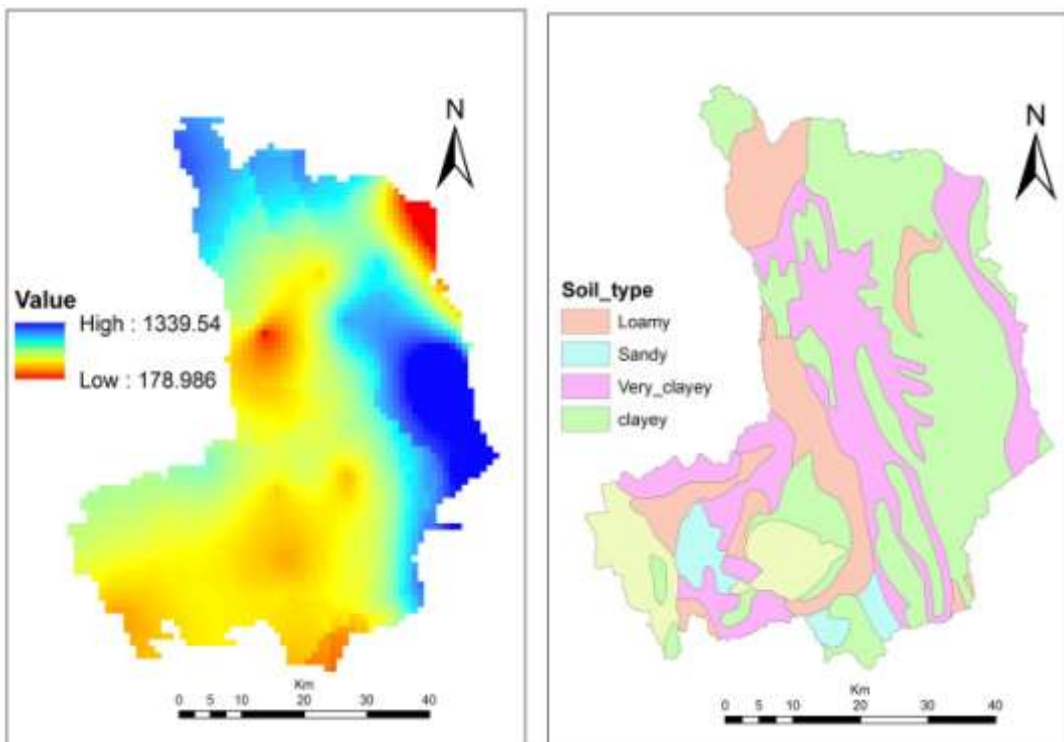 N
Value
High : 1339.54
Low : 178.986
Km
0 5 10 20 30 40
N
Soil_type
Loamy
Sandy
Very_clayey
clayey
Km
0 5 10 20 30 40